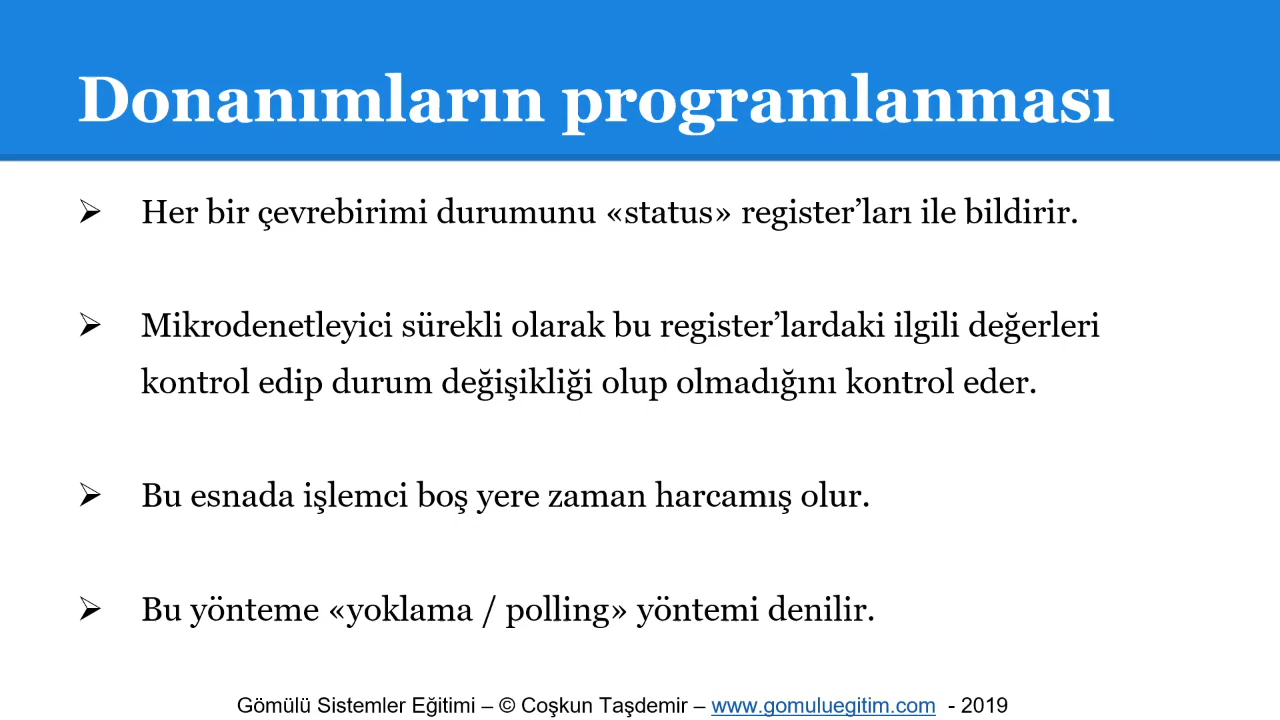 Donanımların programlanması
➢ Her bir çevrebirimi durumunu «status» register’ları ile bildirir.
➢ Mikrodenetleyici sürekli olarak bu register’lardaki ilgili değerleri
kontrol edip durum değişikliği olup olmadığını kontrol eder.
➢ Bu esnada işlemci boş yere zaman harcamış olur.
➢ Bu yönteme «yoklama / polling» yöntemi denilir.
Gömülü Sistemler Eğitimi – © Coşkun Taşdemir – www.gomuluegitim.com - 2019